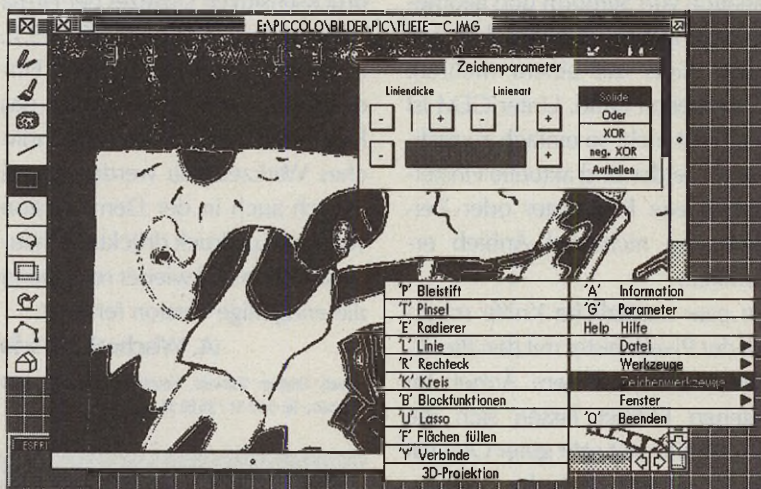 E:\PICCOLO\BILDER.PIC\TUETE—C.IMG
Zeichenparameter
Liniendicke Linienart
- + - +
- +
Solide
Oder
XOR
neg. XOR
Aufhellen
'P' Bleistift
'T' Pinsel
'E' Radierer
'L' Linie
'R' Rechteck
'K' Kreis
'B' Blockfunktionen
'U' Lasso
'F' Flächen füllen
'Y' Verbinde
3D-Projektion
'A' Information
'G' Parameter
Help Hilfe
Datei
Werkzeuge
Zeichenwerkzeuge
Fenster
'Q' Beenden